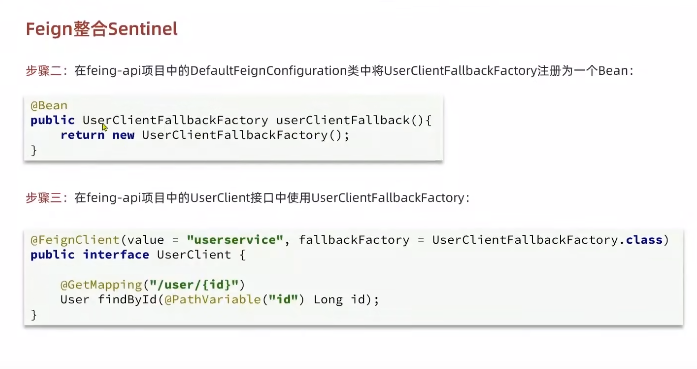 Feign整合Sentinel
步骤二：在feing-api项目中的DefaultFeignConfiguration类中将UserClientFallbackFactory注册为一个Bean：
@Bean
public UserClientFallbackFactory userClientFallback(){
    return new UserClientFallbackFactory();
}
步骤三：在feing-api项目中的UserClient接口中使用UserClientFallbackFactory：
@FeignClient(value = "userservice", fallbackFactory = UserClientFallbackFactory.class)
public interface UserClient {
    @GetMapping("/user/{id}")
    User findById(@PathVariable("id") Long id);
}